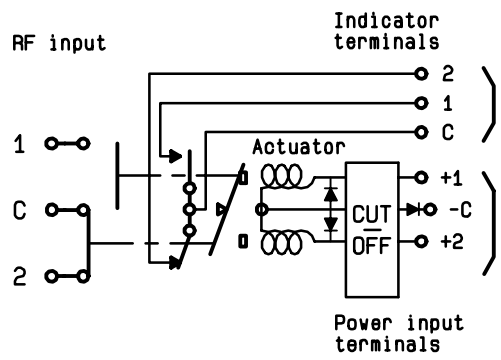 Indicator
terminals
RF input
2
1
C
Actuator
1
C
2
+1
-C
+2
CUT
OFF
Power input
terminals